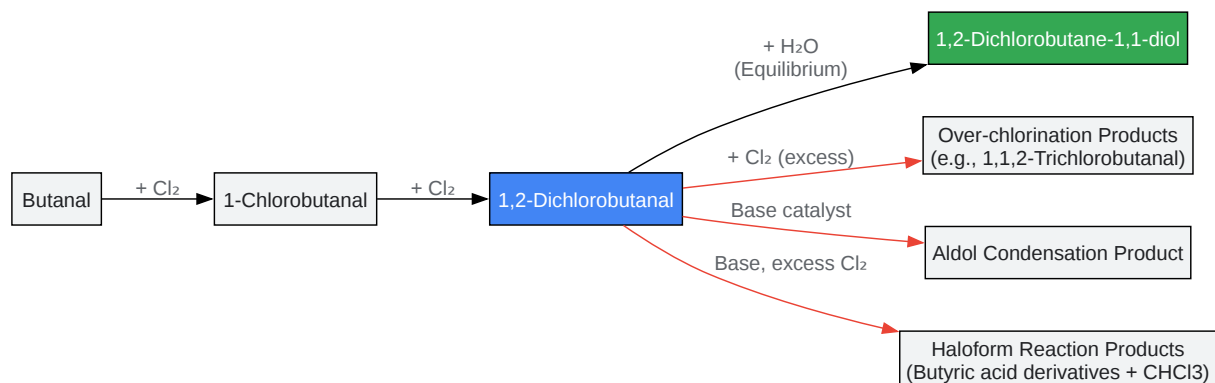 Butanal
+ Cl₂
1-Chlorobutanal
+ Cl₂
1,2-Dichlorobutanal
+ H₂O
(Equilibrium)
1,2-Dichlorobutane-1,1-diol
+ Cl₂ (excess)
Over-chlorination Products
(e.g., 1,1,2-Trichlorobutanal)
Base catalyst
Aldol Condensation Product
Base, excess Cl₂
Haloform Reaction Products
(Butyric acid derivatives + CHCl3)